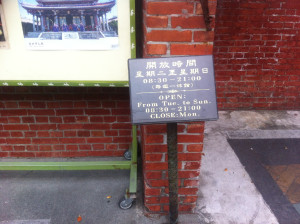 開放時間
星期二至星期日
08:30-21:00
OPEN:
From Tue. to Sun.
08:30-21:00
CLOSE:Mon.